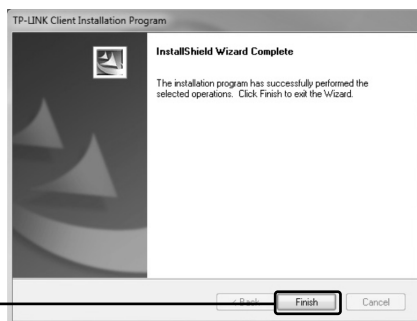 TP-LINK Client Installation Program
InstallShield Wizard Complete
The installation program has successfully performed the
selected operations. Click Finish to exit the Wizard.
< Back
Finish
Cancel